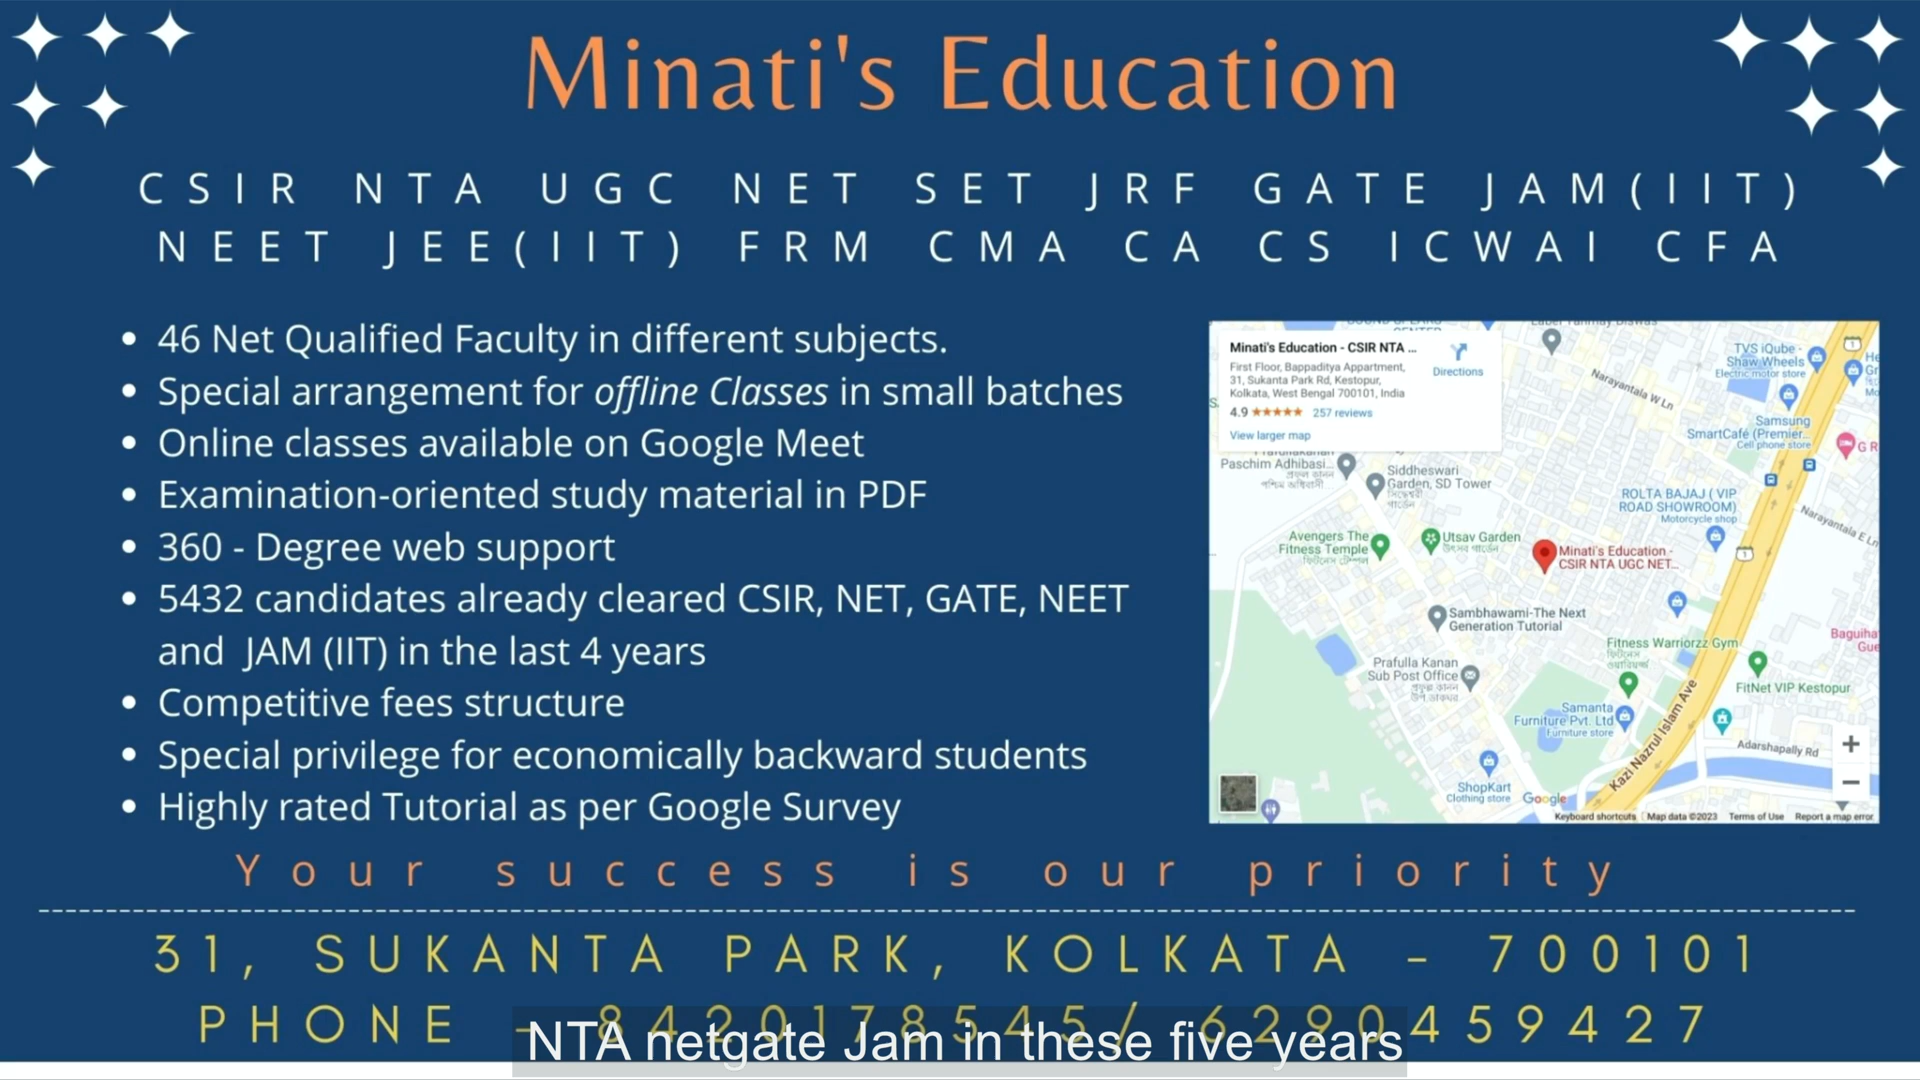 Minati's Education
CSIR NTA UGC NET SET JRF GATE JAM(IIT)
NEET JEE(IIT) FRM CMA CA CS ICWAI CFA
• 46 Net Qualified Faculty in different subjects.
• Special arrangement for offline Classes in small batches
• Online classes available on Google Meet
• Examination-oriented study material in PDF
• 360 - Degree web support
• 5432 candidates already cleared CSIR, NET, GATE, NEET
and JAM (IIT) in the last 4 years
• Competitive fees structure
• Special privilege for economically backward students
• Highly rated Tutorial as per Google Survey
Minati's Education - CSIR NTA ...
Directions
First Floor, Bappaditya Appartment,
31, Sukanta Park Rd, Kestopur,
Kolkata, West Bengal 700101, India
4.9 ★★★★★ 257 reviews
View larger map
TVS iQube -
Shaw Wheels
Electric motor store
Narayantala W Ln
Samsung
SmartCafé (Premier...
Cell phone store
G R
Paschim Adhibasi...
Siddheswari
Garden, SD Tower
ROLTA BAJAJ ( VIP
ROAD SHOWROOM)
Motorcycle shop
Narayantala E Ln
Avengers The
Fitness Temple
Utsav Garden
উৎসব গার্ডেন
Minati's Education -
CSIR NTA UGC NET...
Sambhawami-The Next
Generation Tutorial
Fitness Warriorzz Gym
Baguiha
Gue
Prafulla Kanan
Sub Post Office
FitNet VIP Kestopur
Samanta
Furniture Pvt. Ltd
Furniture store
Kazi Nazrul Islam Ave
Adarshapally Rd
ShopKart
Clothing store
Google
Keyboard shortcuts Map data ©2023 Terms of Use Report a map error
Your success is our priority
31, SUKANTA PARK, KOLKATA - 700101
PHONE - 8420178545/ 6290459427
NTA netgate Jam in these five years